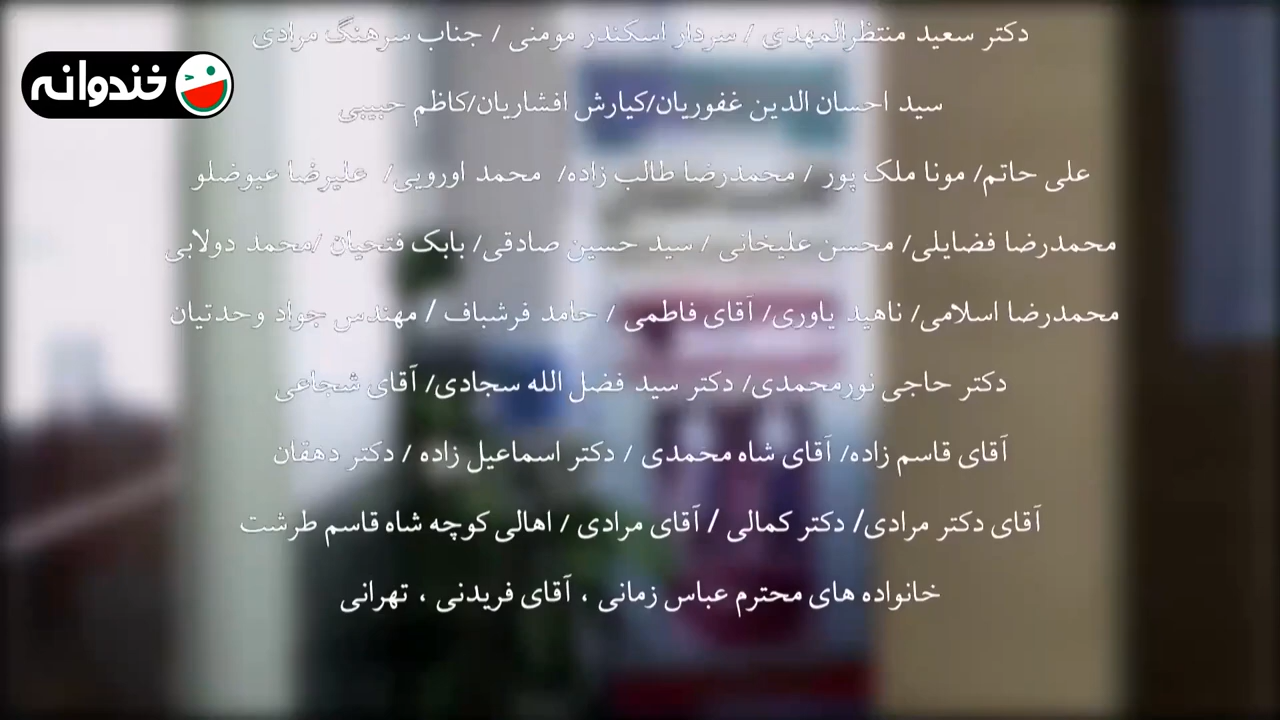 دکتر سعید منتظرالمهدی / سردار اسکندر مومنی / جناب سرهنگ مرادی
خندوانه
سید احسان الدین غفوریان/کیارش افشاریان/کاظم حبیبی
علی حاتم/ مونا ملک پور / محمدرضا طالب زاده/ محمد اورویی/ علیرضا عیوضلو
محمدرضا فضایلی/ محسن علیخانی / سید حسین صادقی/ بابک فتحیان /محمد دولابی
محمدرضا اسلامی/ ناهید یاوری/ آقای فاطمی / حامد فرشباف / مهندس جواد وحدتیان
دکتر حاجی نورمحمدی/ دکتر سید فضل الله سجادی/ آقای شجاعی
آقای قاسم زاده/ آقای شاه محمدی / دکتر اسماعیل زاده / دکتر دهقان
آقای دکتر مرادی/ دکتر کمالی / آقای مرادی / اهالی کوچه شاه قاسم طرشت
خانواده های محترم عباس زمانی ، آقای فریدنی ، تهرانی